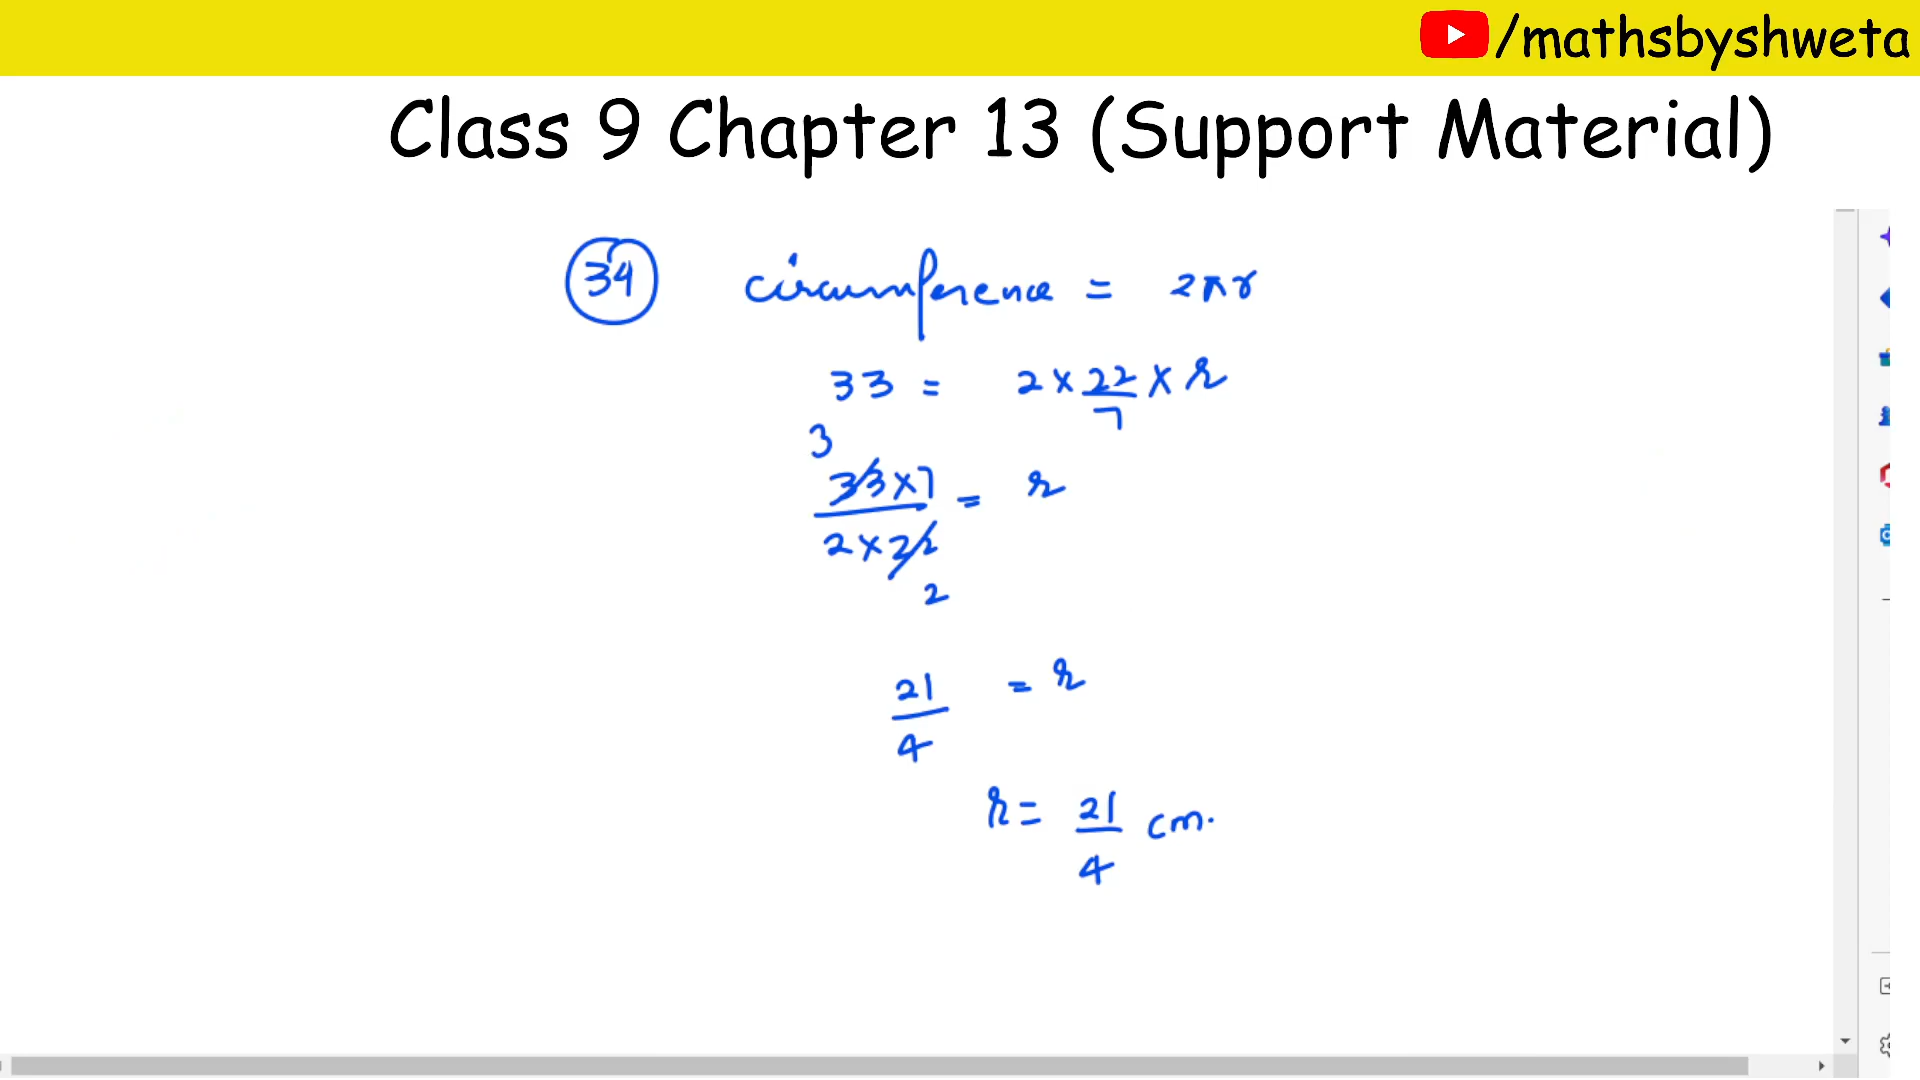 /mathsbyshweta
Class 9 Chapter 13 (Support Material)
34 circumference = 2πr
33 = 2 × 22/7 × r
3
33×7 / 2×22 = r
2
21/4 = r
r = 21/4 cm.